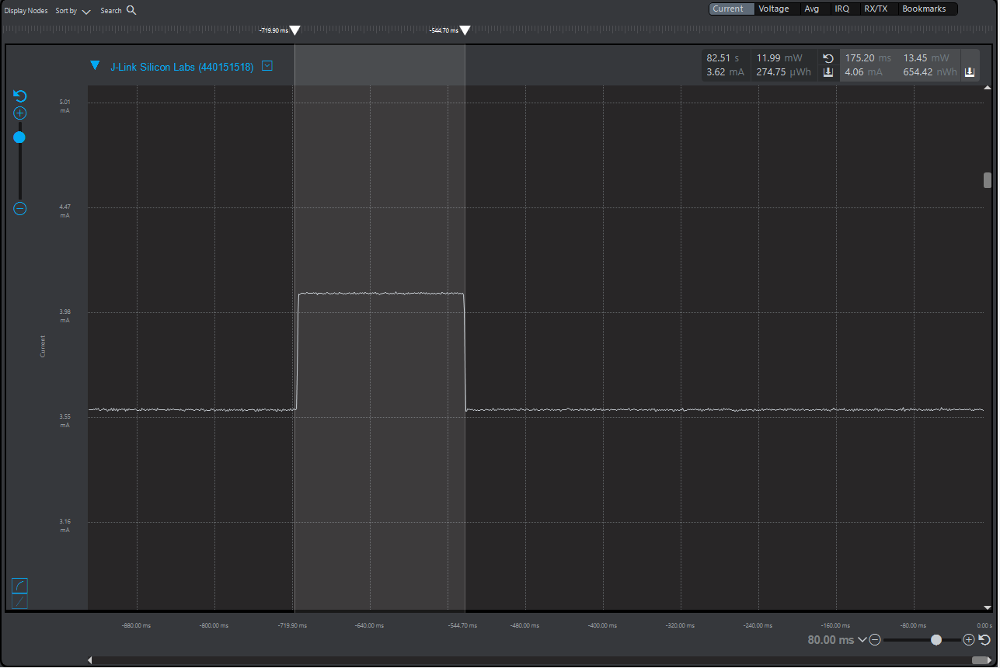 Display Nodes Sort by Search
Current Voltage Avg IRQ RX/TX Bookmarks
-719.90 ms -544.70 ms
J-Link Silicon Labs (440151518)
82.51 s 11.99 mW 175.20 ms 13.45 mW
3.62 mA 274.75 µWh 4.06 mA 654.42 nWh
5.01
mA
4.47
mA
3.98
mA
Current
3.55
mA
3.16
mA
-880.00 ms -800.00 ms -719.90 ms -640.00 ms -544.70 ms -480.00 ms -400.00 ms -320.00 ms -240.00 ms -160.00 ms -80.00 ms 0.00 s
80.00 ms